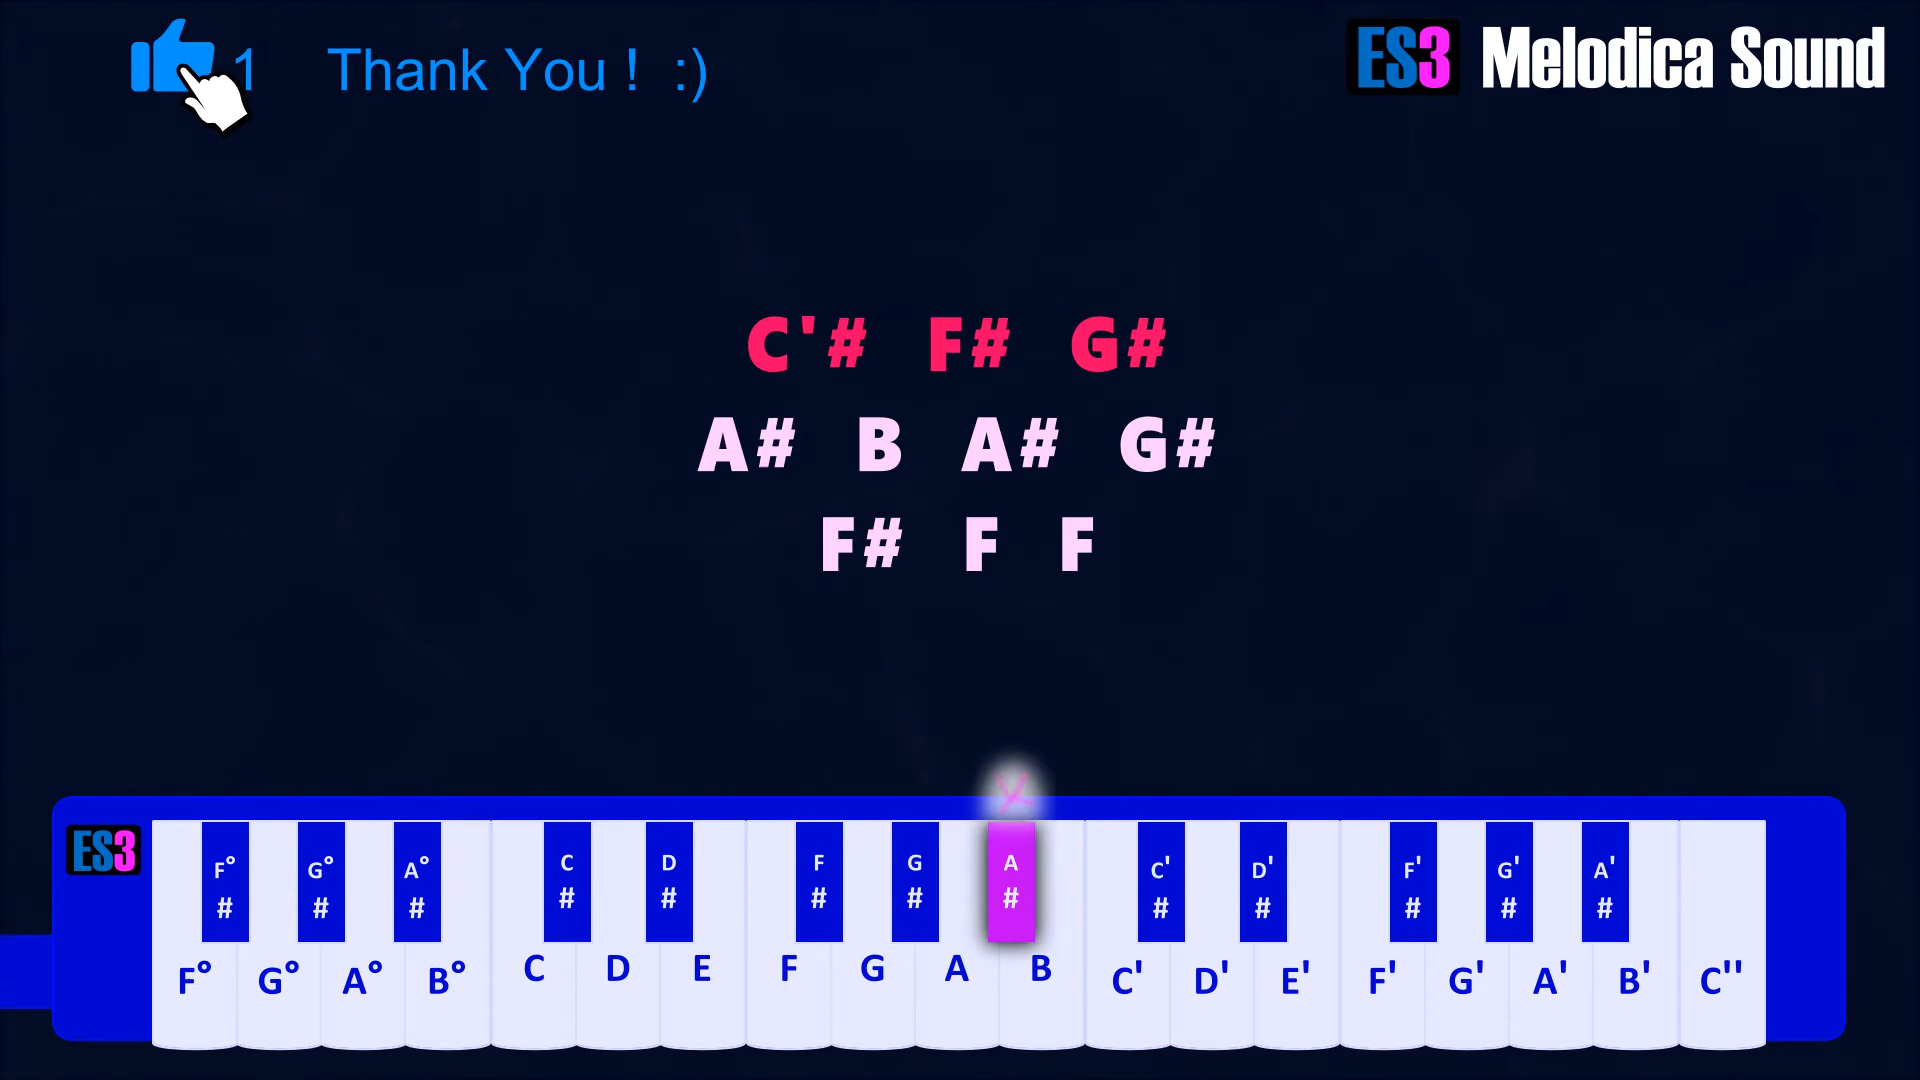 1 Thank You ! :)
ES3 Melodica Sound
C'# F# G#
A# B A# G#
F# F F
ES3
F° # G° # A° # C # D # F # G # A # C' # D' # F' # G' # A' #
F° G° A° B° C D E F G A B C' D' E' F' G' A' B' C''